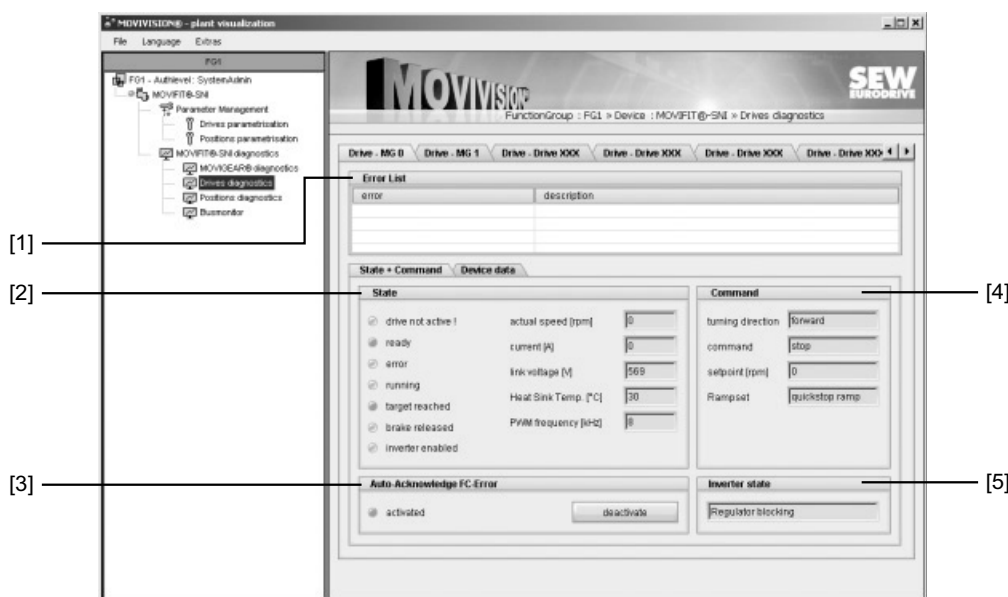 MOVIVISION® - plant visualization
File Language Extras
FG1
FG1 - Authlevel: SystemAdmin
MOVIFIT®-SNI
Parameter Management
Drives parametrisation
Positions parametrisation
MOVIFIT®-SNI diagnostics
MOVIGEAR® diagnostics
Drives diagnostics
Positions diagnostics
Busmonitor
MOVIVISION
SEW
EURODRIVE
FunctionGroup : FG1 » Device : MOVIFIT®-SNI » Drives diagnostics
Drive - MG 0 Drive - MG 1 Drive - Drive XXX Drive - Drive XXX Drive - Drive XXX Drive - Drive XXX
[1]
Error List
error description
State + Command Device data
[2]
State
drive not active ! actual speed [rpm] 0
ready current [A] 0
error link voltage [V] 569
running Heat Sink Temp. [°C] 30
target reached PWM frequency [kHz] 8
brake released
inverter enabled
Command
[4]
turning direction forward
command stop
setpoint [rpm] 0
Rampset quickstop ramp
[3]
Auto-Acknowledge FC-Error
activated deactivate
Inverter state
[5]
Regulator blocking